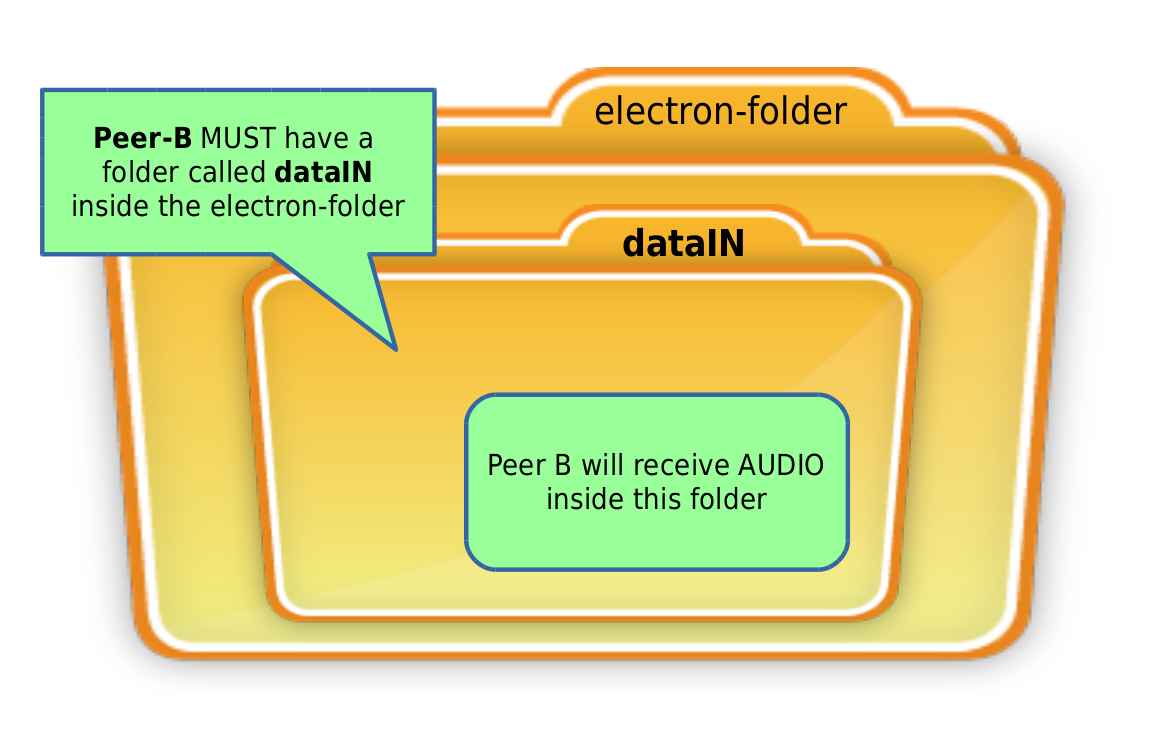 electron-folder
Peer-B MUST have a
folder called dataIN
inside the electron-folder
dataIN
Peer B will receive AUDIO
inside this folder